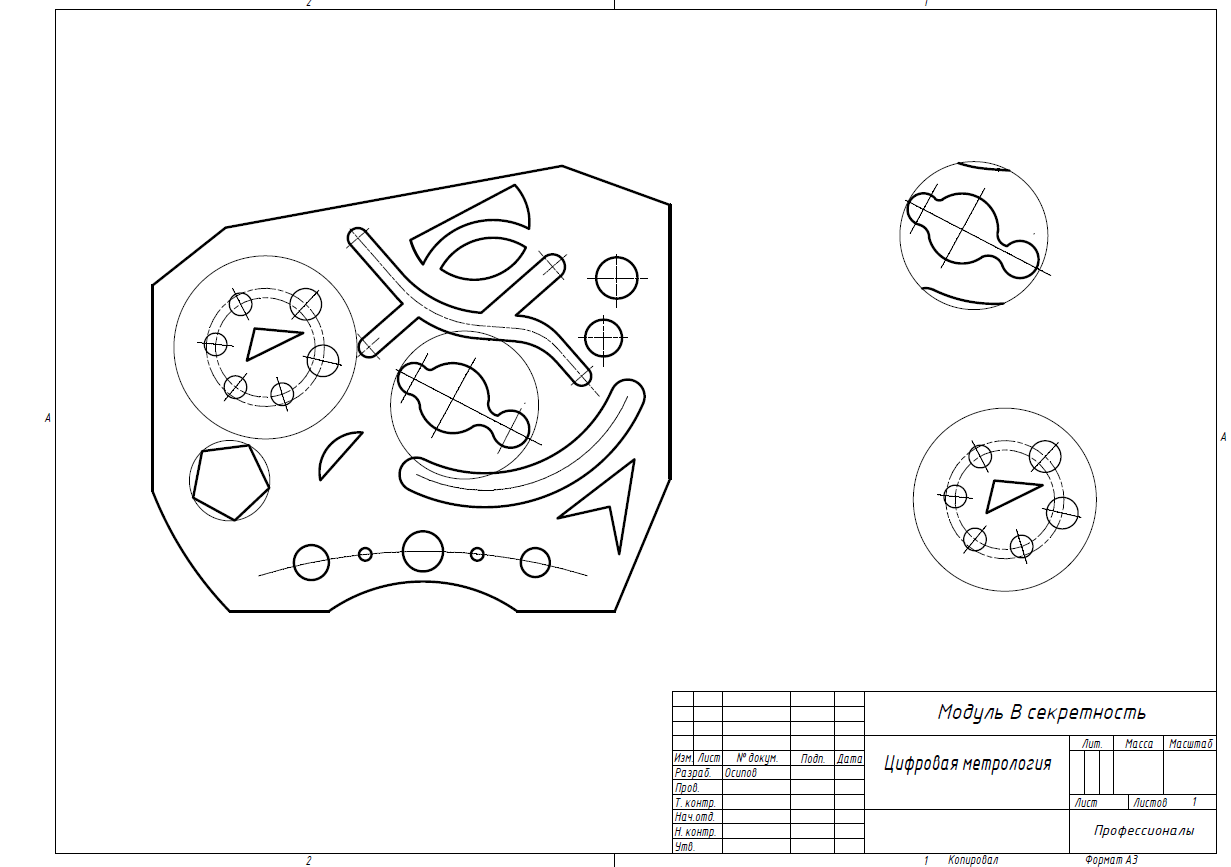 2 1
А А
Модуль В секретность
Лит. Масса Масштаб
Изм. Лист № докум. Подп. Дата
Цифровая метрология
Разраб. Осипов
Пров.
Т. контр.
Лист Листов 1
Нач.отд.
Н. контр.
Профессионалы
Утв.
2 1 Копировал Формат А3